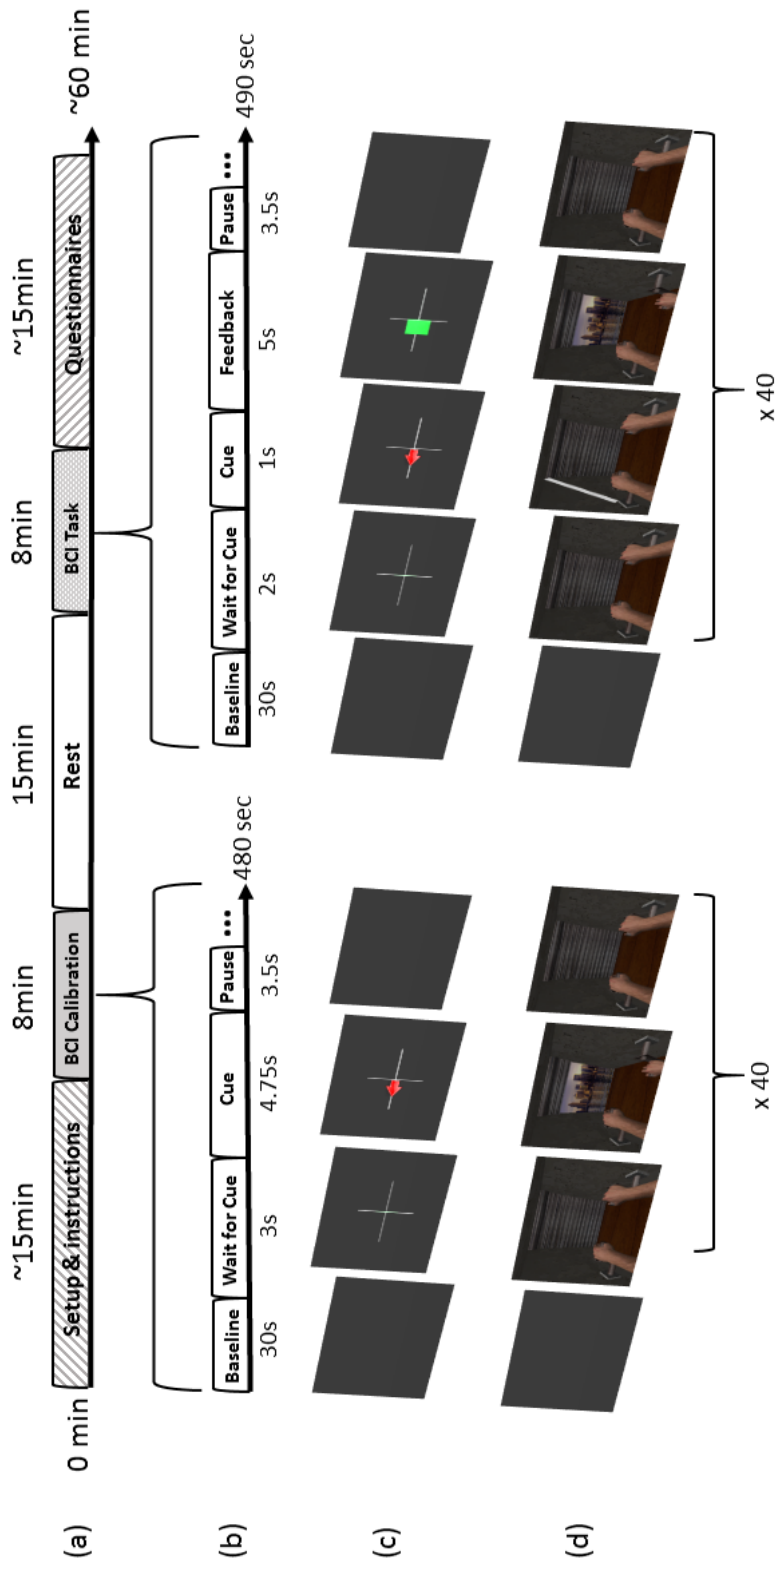 ~15min 8min 15min 8min ~15min
(a) 0 min Setup & instructions BCI Calibration Rest BCI Task Questionnaires ~60 min
(b) Baseline Wait for Cue Cue Pause ... 480 sec Baseline Wait for Cue Cue Feedback Pause ... 490 sec
30s 3s 4.75s 3.5s 30s 2s 1s 5s 3.5s
(c)
(d)
x 40 x 40